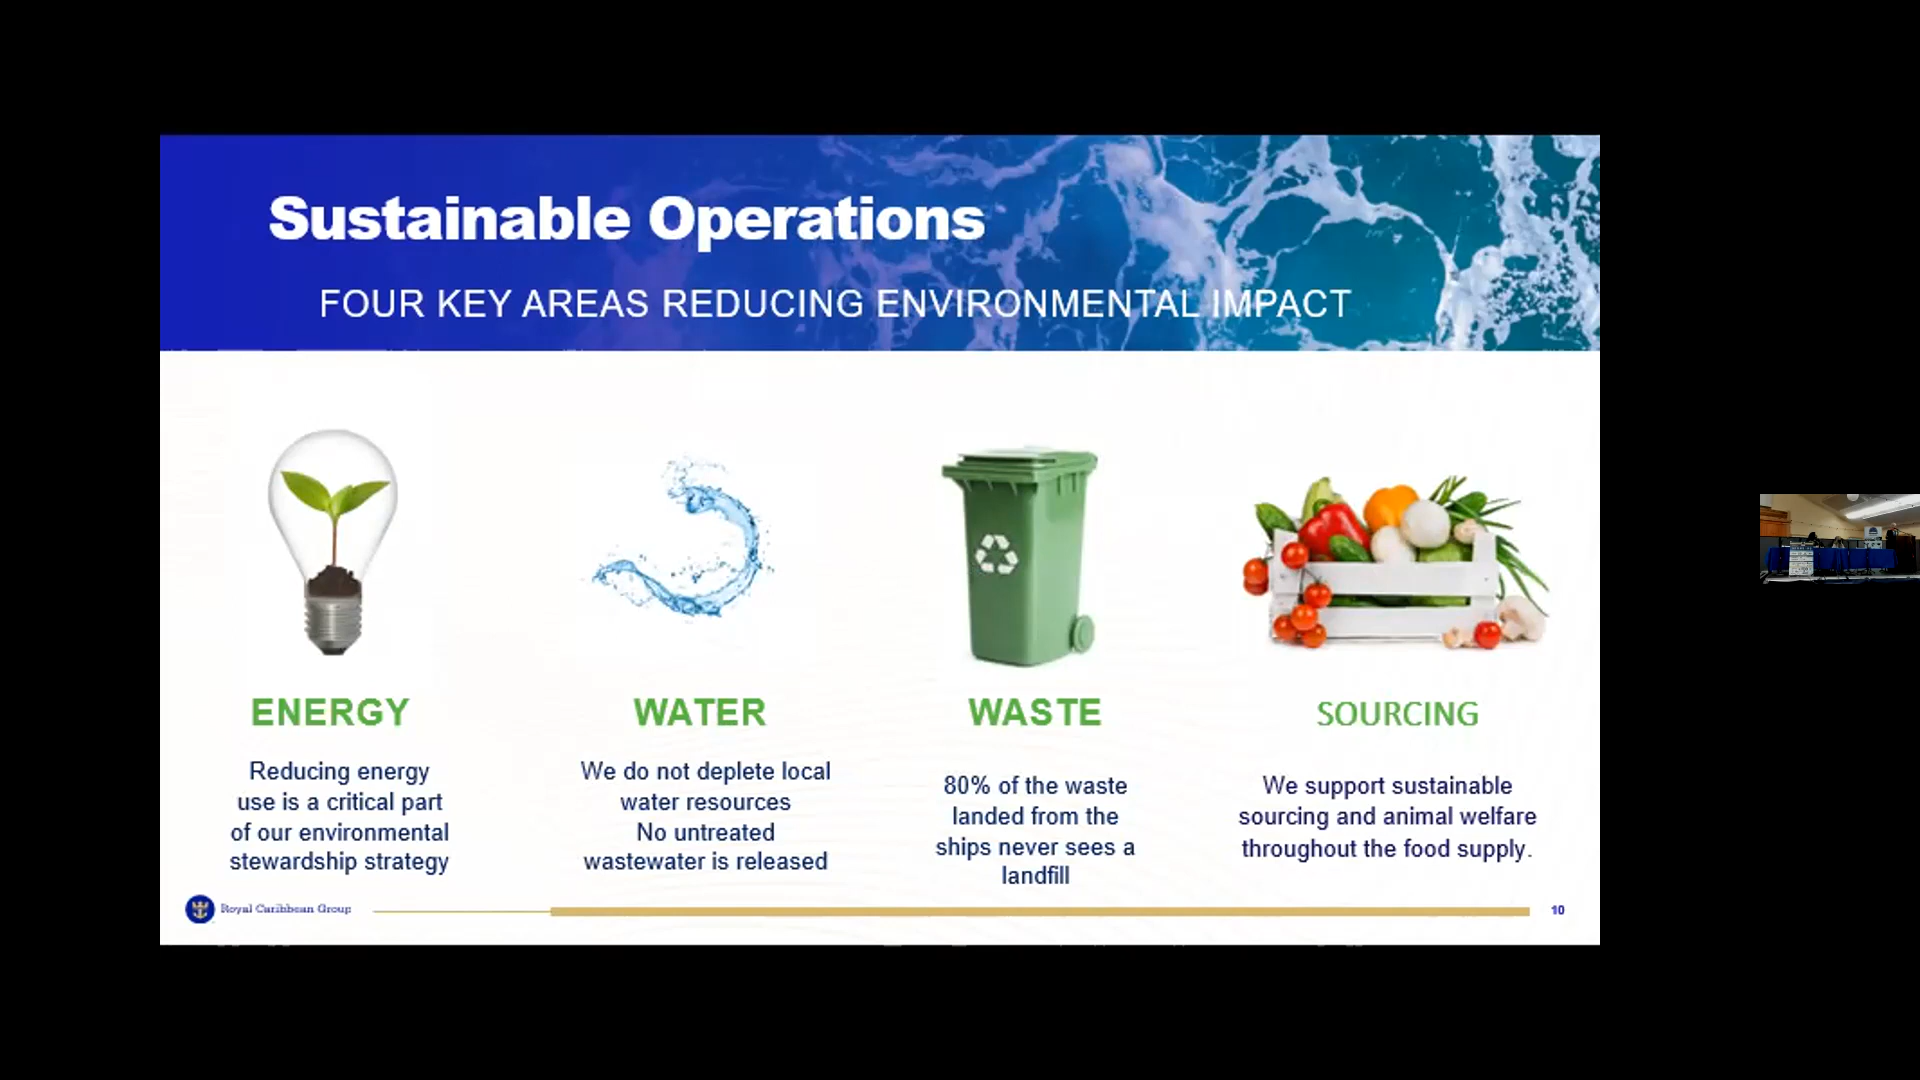 Sustainable Operations
FOUR KEY AREAS REDUCING ENVIRONMENTAL IMPACT
ENERGY
Reducing energy
use is a critical part
of our environmental
stewardship strategy
WATER
We do not deplete local
water resources
No untreated
wastewater is released
WASTE
80% of the waste
landed from the
ships never sees a
landfill
SOURCING
We support sustainable
sourcing and animal welfare
throughout the food supply.
Royal Caribbean Group
10